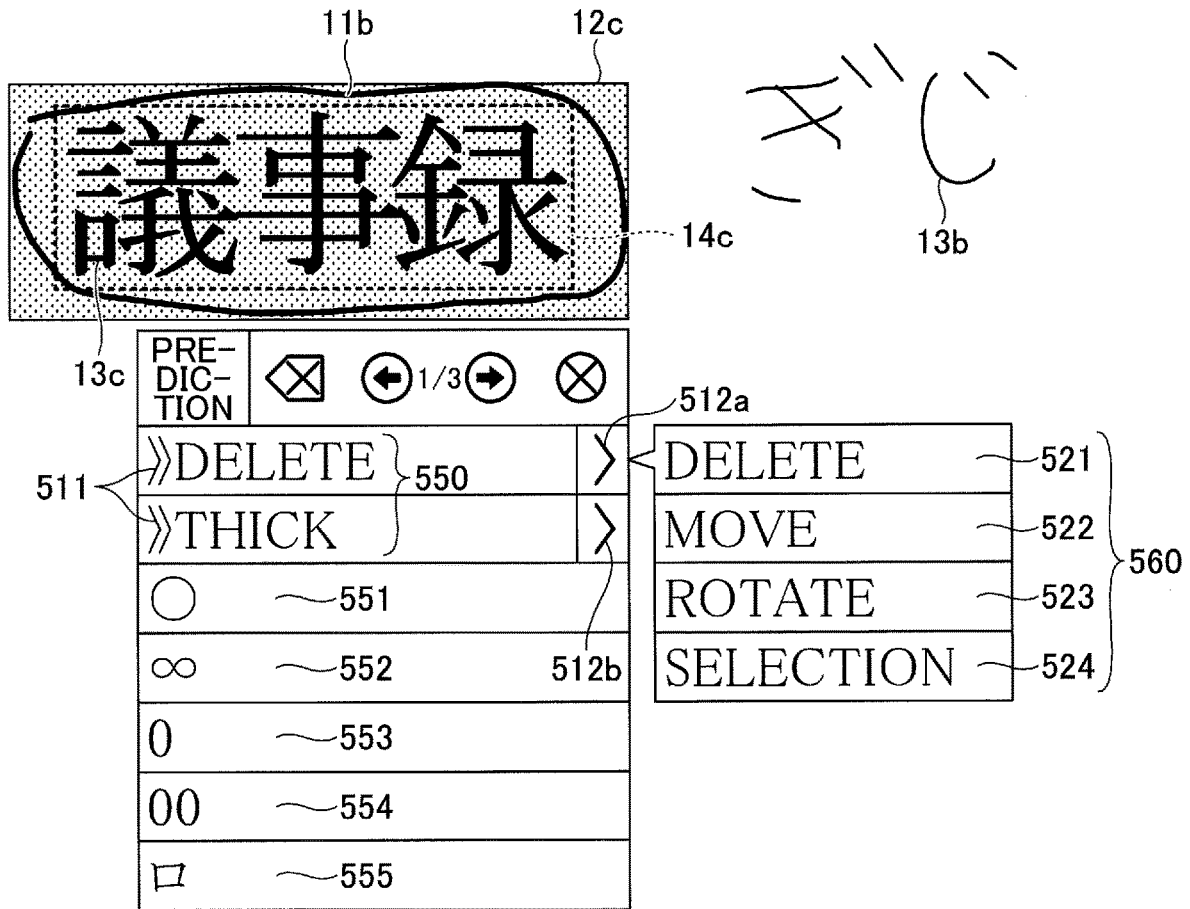 11b
12c
議事録
ぎじ
14c
13b
13c
PRE-
DIC-
TION
1/3
512a
511
》DELETE
550
>
DELETE
521
》THICK
>
MOVE
522
560
○
551
ROTATE
523
∞
552
512b
SELECTION
524
0
553
00
554
ロ
555